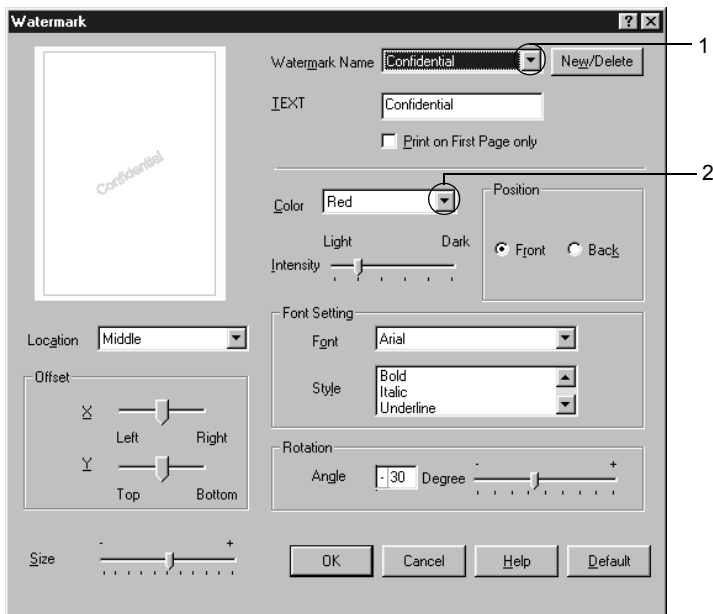 Watermark
1
Watermark Name Confidential New/Delete
TEXT Confidential
Print on First Page only
Confidential
2
Color Red
Position
Light Dark
Intensity
Front Back
Location Middle
Font Setting
Font Arial
Style Bold
Italic
Underline
Offset
X
Left Right
Y
Top Bottom
Rotation
Angle -30 Degree - +
Size - +
OK Cancel Help Default